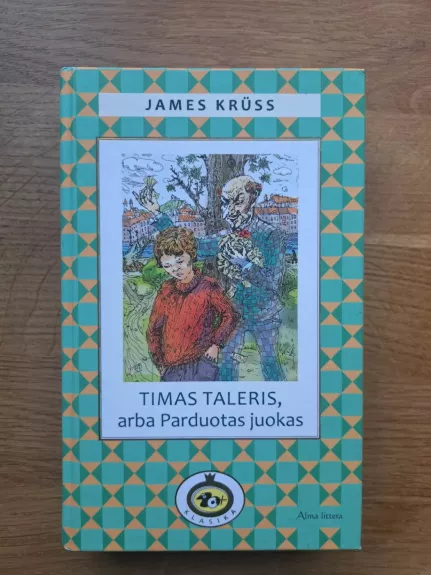 JAMES KRÜSS
TIMAS TALERIS,
arba Parduotas juokas
KLASIKA
Alma littera